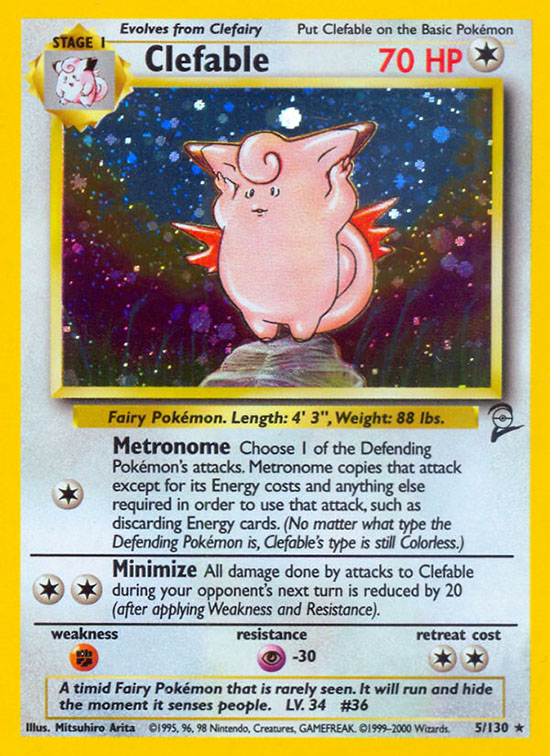 Evolves from Clefairy
Put Clefable on the Basic Pokémon
STAGE 1
Clefable
70 HP
Fairy Pokémon. Length: 4' 3", Weight: 88 lbs.
Metronome Choose 1 of the Defending
Pokémon's attacks. Metronome copies that attack
except for its Energy costs and anything else
required in order to use that attack, such as
discarding Energy cards. (No matter what type the
Defending Pokémon is, Clefable's type is still Colorless.)
Minimize All damage done by attacks to Clefable
during your opponent's next turn is reduced by 20
(after applying Weakness and Resistance).
weakness
resistance
retreat cost
-30
A timid Fairy Pokémon that is rarely seen. It will run and hide
the moment it senses people. LV. 34 #36
Illus. Mitsuhiro Arita ©1995, 96, 98 Nintendo, Creatures, GAMEFREAK. ©1999-2000 Wizards. 5/130 ★